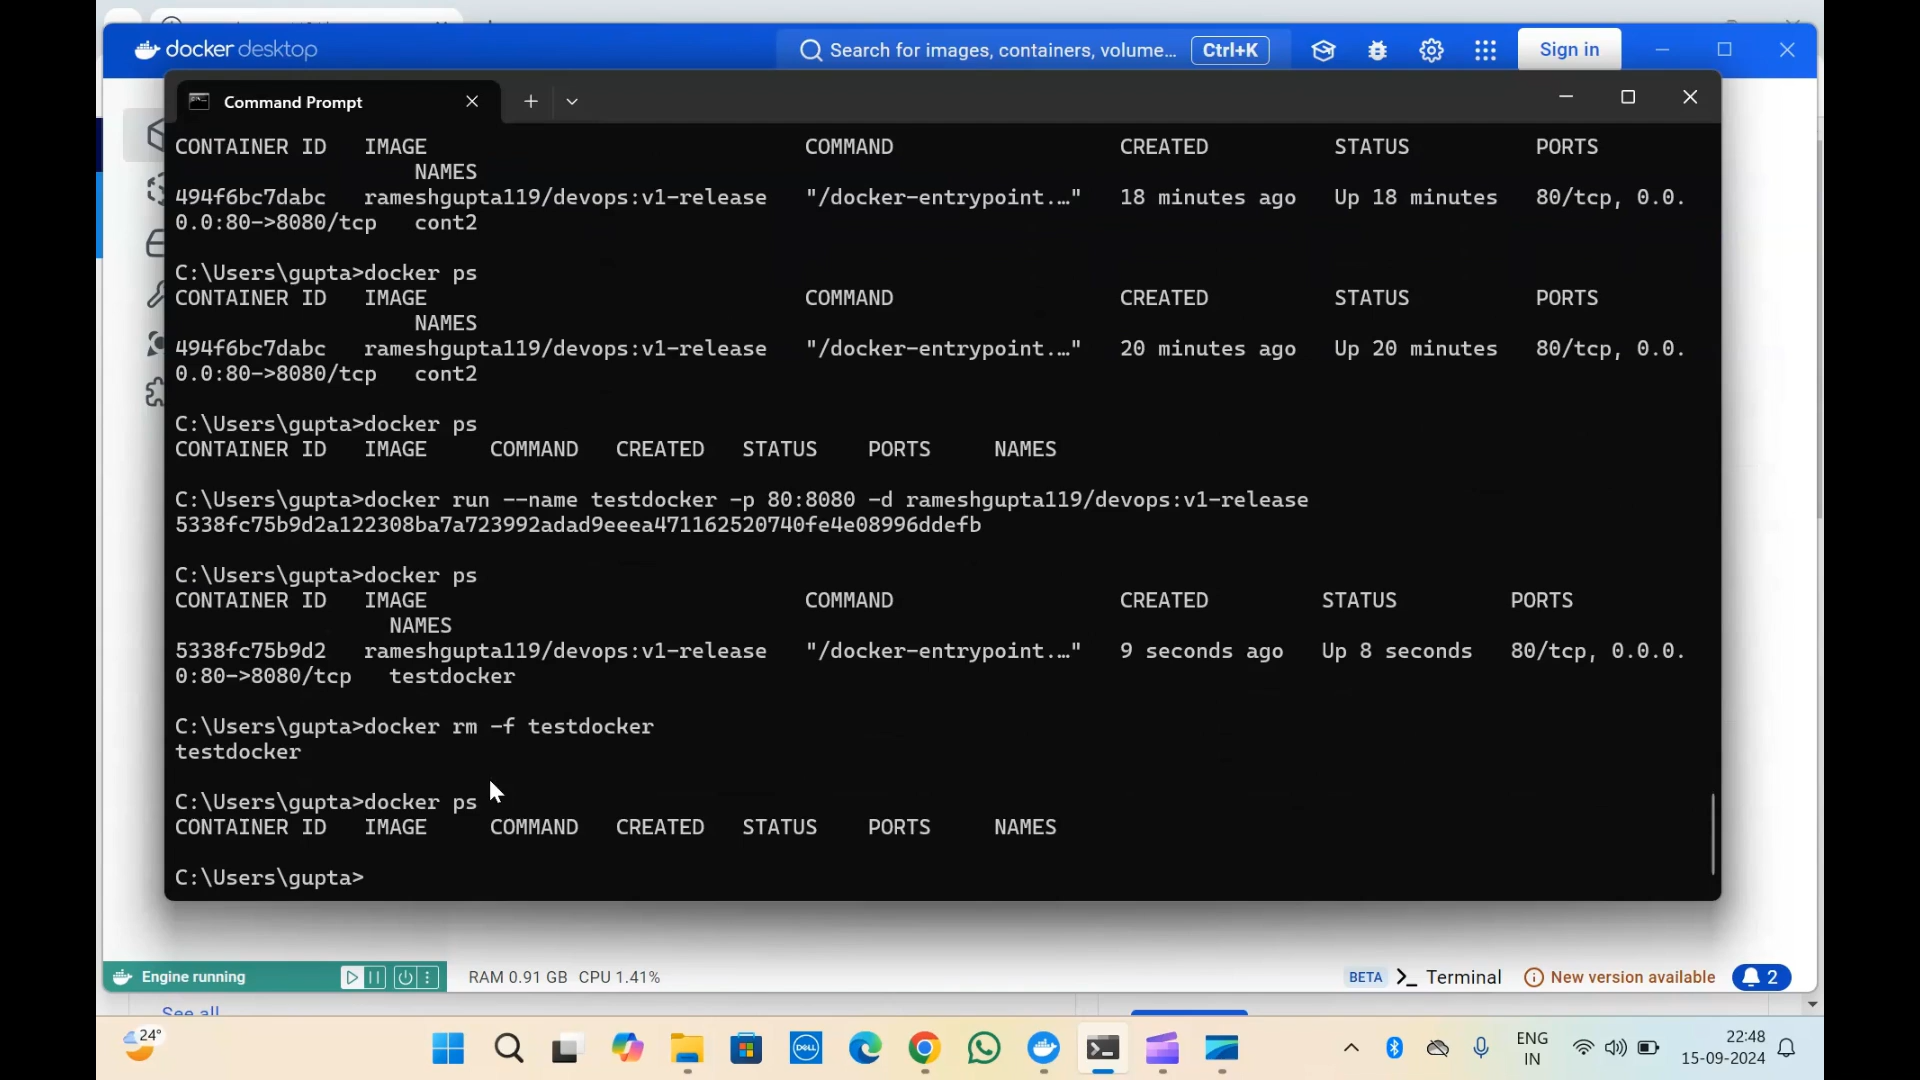 docker desktop
Search for images, containers, volume... Ctrl+K
Sign in
Command Prompt
CONTAINER ID IMAGE COMMAND CREATED STATUS PORTS
NAMES
494f6bc7dabc rameshgupta119/devops:v1-release "/docker-entrypoint.…" 18 minutes ago Up 18 minutes 80/tcp, 0.0.
0.0:80->8080/tcp cont2
C:\Users\gupta>docker ps
CONTAINER ID IMAGE COMMAND CREATED STATUS PORTS
NAMES
494f6bc7dabc rameshgupta119/devops:v1-release "/docker-entrypoint.…" 20 minutes ago Up 20 minutes 80/tcp, 0.0.
0.0:80->8080/tcp cont2
C:\Users\gupta>docker ps
CONTAINER ID IMAGE COMMAND CREATED STATUS PORTS NAMES
C:\Users\gupta>docker run --name testdocker -p 80:8080 -d rameshgupta119/devops:v1-release
5338fc75b9d2a122308ba7a723992adad9eeea471162520740fe4e08996ddefb
C:\Users\gupta>docker ps
CONTAINER ID IMAGE COMMAND CREATED STATUS PORTS
NAMES
5338fc75b9d2 rameshgupta119/devops:v1-release "/docker-entrypoint.…" 9 seconds ago Up 8 seconds 80/tcp, 0.0.0.
0:80->8080/tcp testdocker
C:\Users\gupta>docker rm -f testdocker
testdocker
C:\Users\gupta>docker ps
CONTAINER ID IMAGE COMMAND CREATED STATUS PORTS NAMES
C:\Users\gupta>
Engine running RAM 0.91 GB CPU 1.41% BETA >_ Terminal New version available 2
See all
24°
DELL
ENG
IN
22:48
15-09-2024